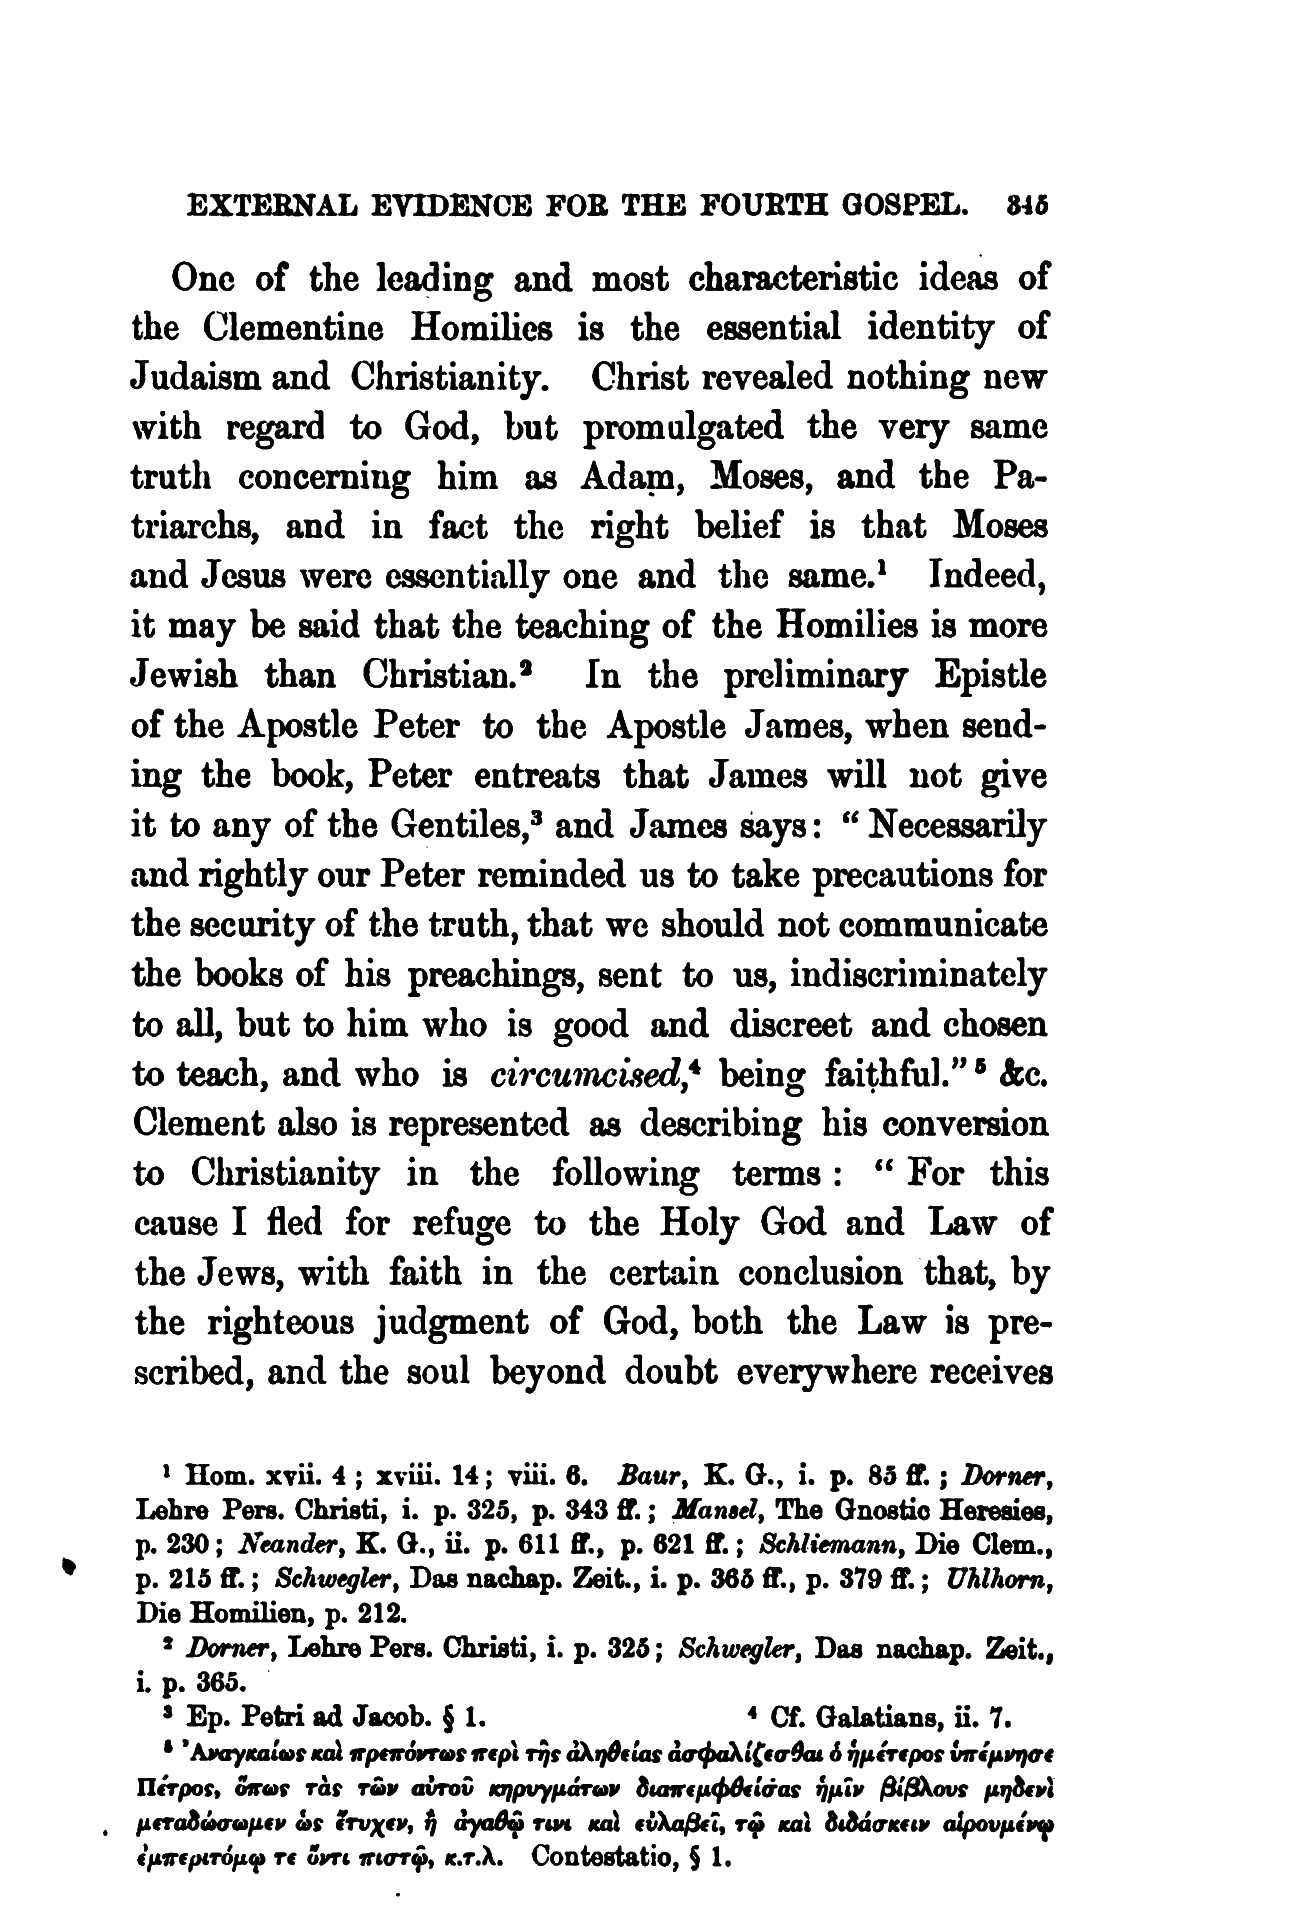 EXTERNAL EVIDENCE FOR THE FOURTH GOSPEL. 345
One of the leading and most characteristic ideas of
the Clementine Homilies is the essential identity of
Judaism and Christianity. Christ revealed nothing new
with regard to God, but promulgated the very same
truth concerning him as Adam, Moses, and the Pa-
triarchs, and in fact the right belief is that Moses
and Jesus were essentially one and the same.¹ Indeed,
it may be said that the teaching of the Homilies is more
Jewish than Christian.² In the preliminary Epistle
of the Apostle Peter to the Apostle James, when send-
ing the book, Peter entreats that James will not give
it to any of the Gentiles,³ and James says: “ Necessarily
and rightly our Peter reminded us to take precautions for
the security of the truth, that we should not communicate
the books of his preachings, sent to us, indiscriminately
to all, but to him who is good and discreet and chosen
to teach, and who is circumcised,⁴ being faithful.” ⁵ &c.
Clement also is represented as describing his conversion
to Christianity in the following terms : “ For this
cause I fled for refuge to the Holy God and Law of
the Jews, with faith in the certain conclusion that, by
the righteous judgment of God, both the Law is pre-
scribed, and the soul beyond doubt everywhere receives
¹ Hom. xvii. 4 ; xviii. 14 ; viii. 6. Baur, K. G., i. p. 85 ff. ; Dorner,
Lehre Pers. Christi, i. p. 325, p. 343 ff. ; Mansel, The Gnostic Heresies,
p. 230 ; Neander, K. G., ii. p. 611 ff., p. 621 ff. ; Schliemann, Die Clem.,
p. 215 ff. ; Schwegler, Das nachap. Zeit., i. p. 365 ff., p. 379 ff. ; Uhlhorn,
Die Homilien, p. 212.
² Dorner, Lehre Pers. Christi, i. p. 325 ; Schwegler, Das nachap. Zeit.,
i. p. 365.
³ Ep. Petri ad Jacob. § 1. ⁴ Cf. Galatians, ii. 7.
⁵ Ἀναγκαίως καὶ πρεπόντως περὶ τῆς ἀληθείας ἀσφαλίζεσθαι ὁ ἡμέτερος ὑπέμνησε
Πέτρος, ὅπως τὰς τῶν αὐτοῦ κηρυγμάτων διαπεμφθείσας ἡμῖν βίβλους μηδενὶ
μεταδώσωμεν ὡς ἔτυχεν, ἢ ἀγαθῷ τινι καὶ εὐλαβεῖ, τῷ καὶ διδάσκειν αἱρουμένῳ
ἐμπεριτόμῳ τε ὄντι πιστῷ, κ.τ.λ. Contestatio, § 1.